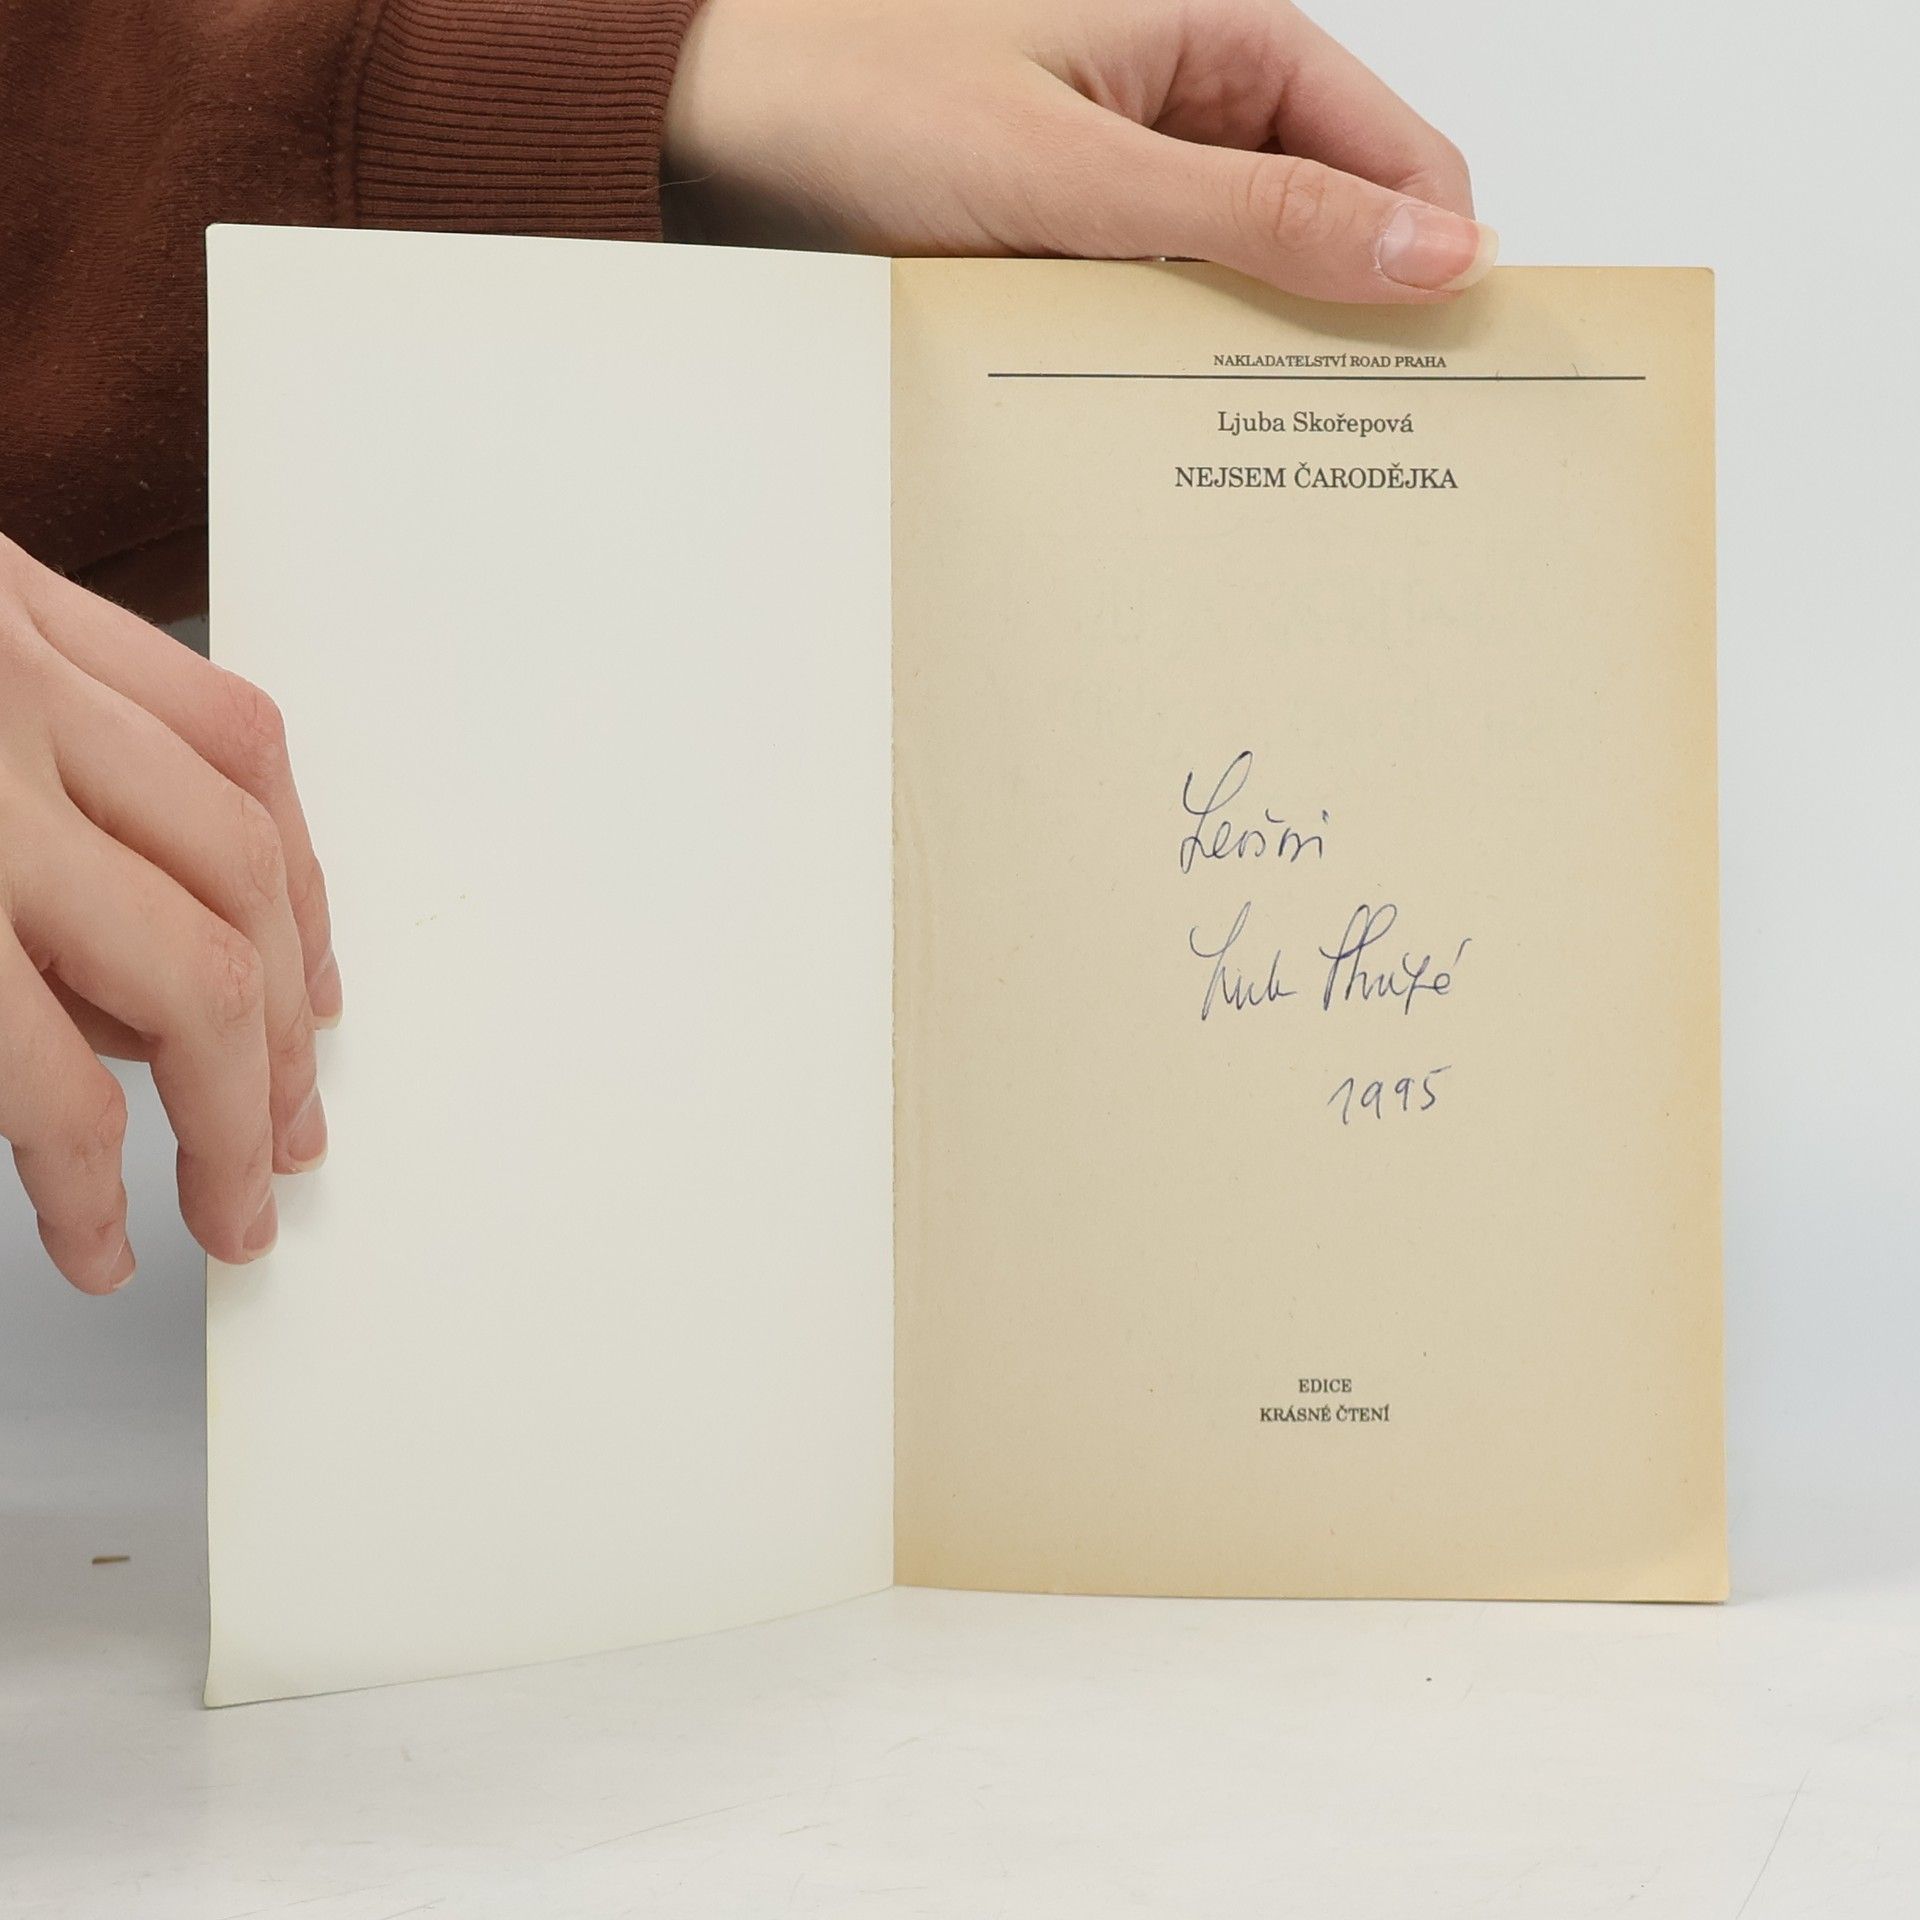 NAKLADATELSTVÍ ROAD PRAHA
Ljuba Skořepová
NEJSEM ČARODĚJKA
1995
EDICE
KRÁSNÉ ČTENÍ